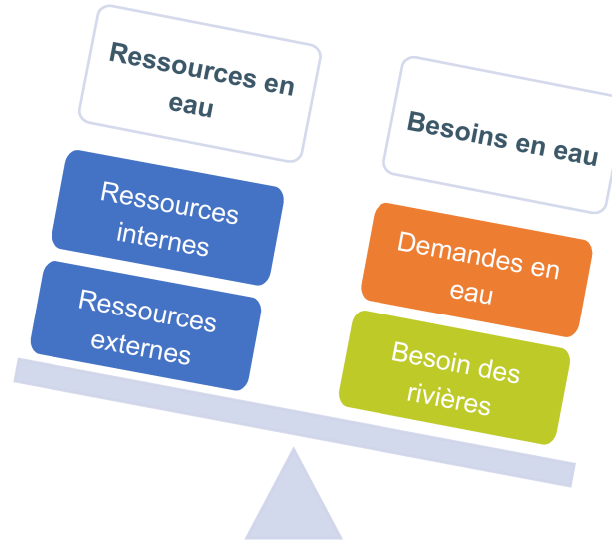 Ressources en
eau
Ressources
internes
Ressources
externes
Besoins en eau
Demandes en
eau
Besoin des
rivières